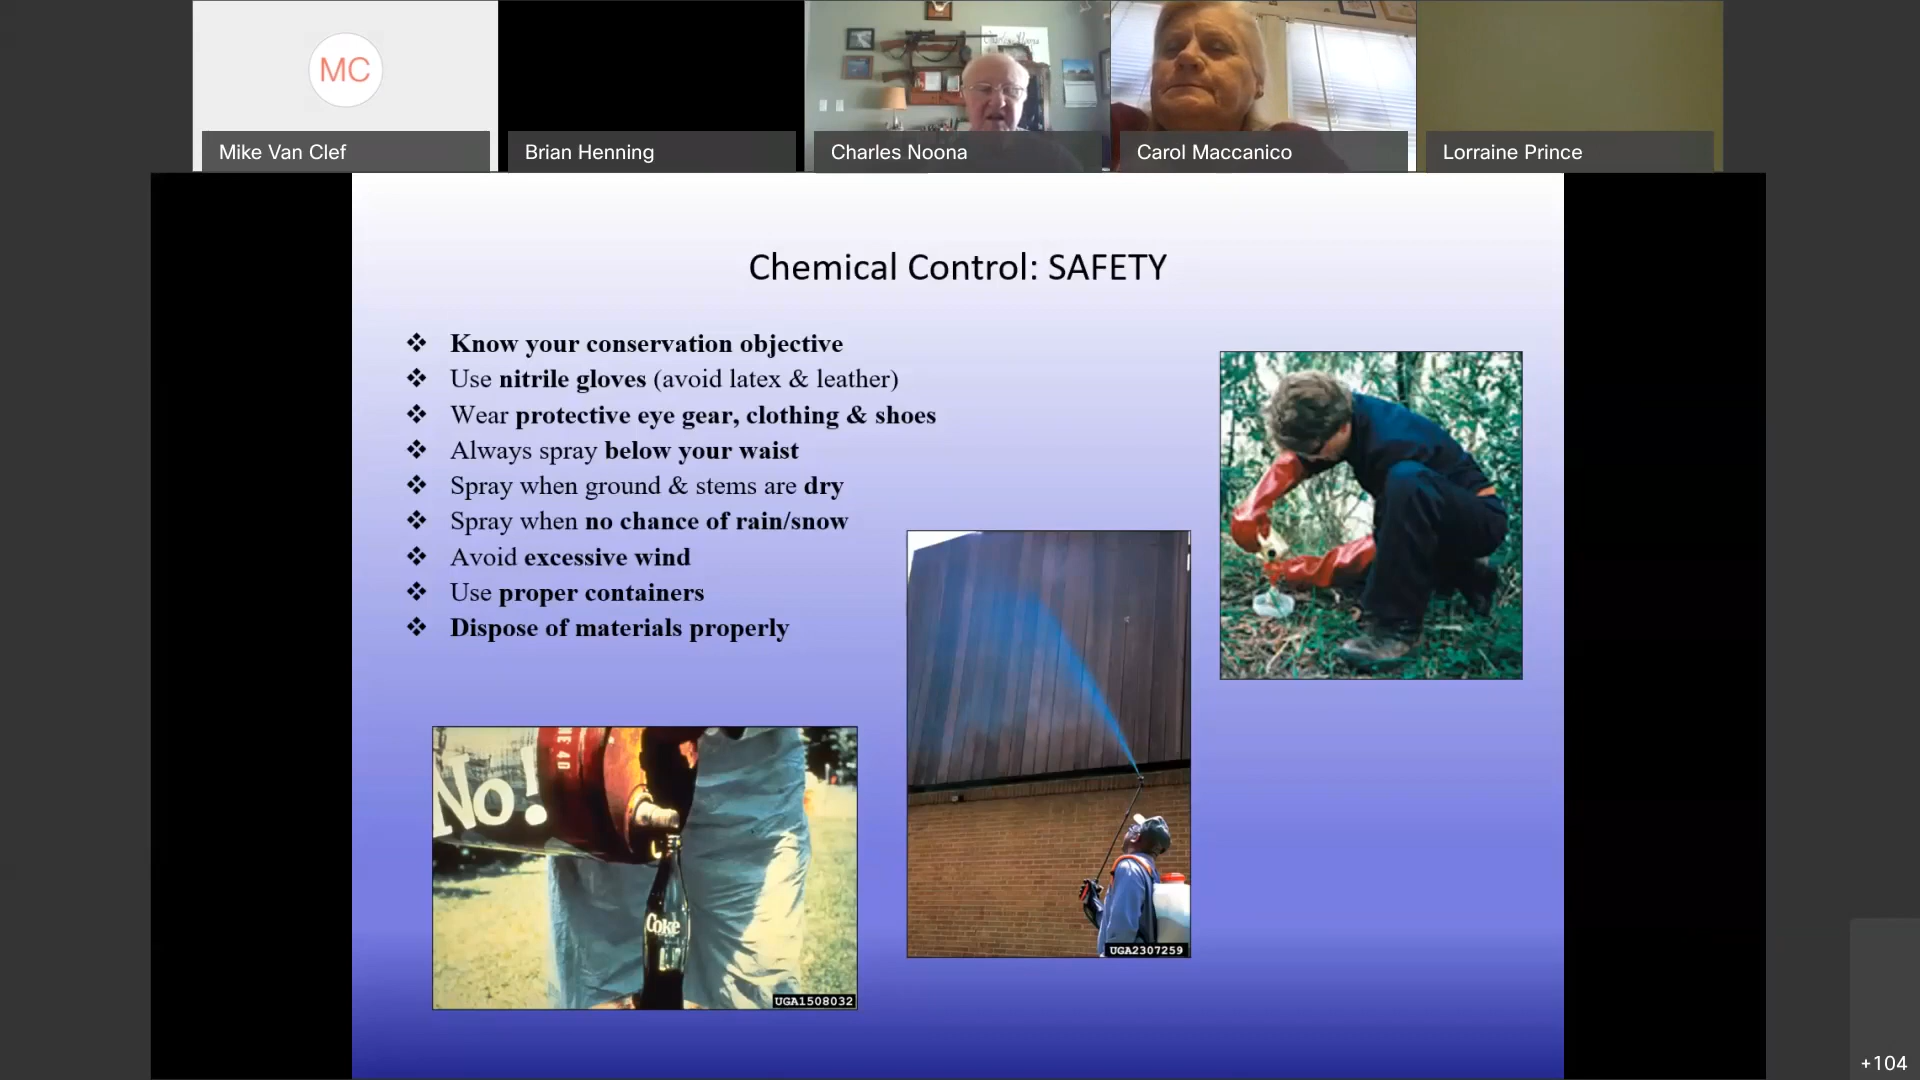 MC
Mike Van Clef
Brian Henning
Charles Noona
Carol Maccanico
Lorraine Prince
Chemical Control: SAFETY
❖ Know your conservation objective
❖ Use nitrile gloves (avoid latex & leather)
❖ Wear protective eye gear, clothing & shoes
❖ Always spray below your waist
❖ Spray when ground & stems are dry
❖ Spray when no chance of rain/snow
❖ Avoid excessive wind
❖ Use proper containers
❖ Dispose of materials properly
No!
Coke
UGA1508032
UGA2307259
+104